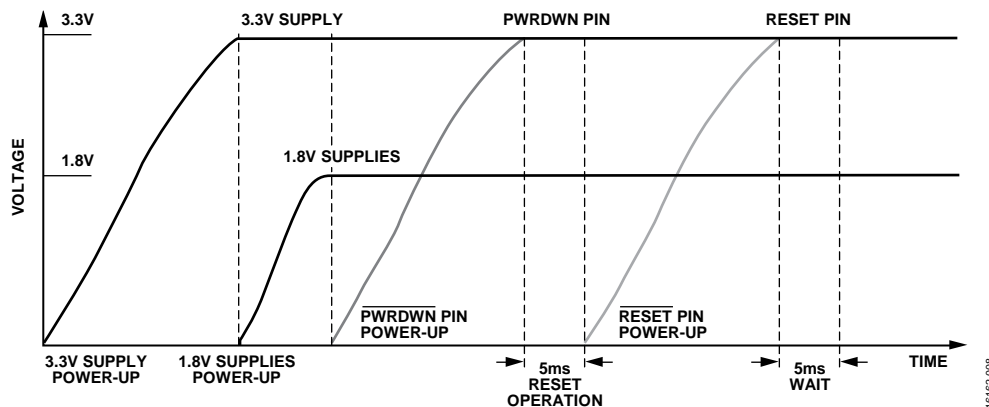 3.3V
3.3V SUPPLY
PWRDWN PIN
RESET PIN
1.8V
1.8V SUPPLIES
VOLTAGE
PWRDWN PIN
POWER-UP
RESET PIN
POWER-UP
3.3V SUPPLY
POWER-UP
1.8V SUPPLIES
POWER-UP
5ms
RESET
OPERATION
5ms
WAIT
TIME